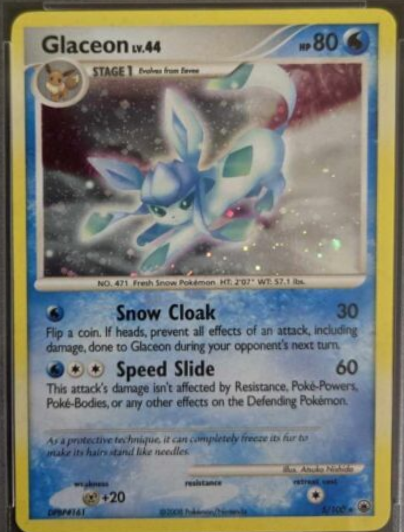 Glaceon LV.44 HP 80
STAGE 1 Evolves from Eevee
NO. 471 Fresh Snow Pokémon HT: 2'07" WT: 57.1 lbs.
Snow Cloak 30
Flip a coin. If heads, prevent all effects of an attack, including
damage, done to Glaceon during your opponent's next turn.
Speed Slide 60
This attack's damage isn't affected by Resistance, Poké-Powers,
Poké-Bodies, or any other effects on the Defending Pokémon.
As a protective technique, it can completely freeze its fur to
make its hairs stand like needles.
Illus. Atsuko Nishida
weakness resistance retreat cost
+20
DPBP#161 ©2008 Pokémon/Nintendo 5/100